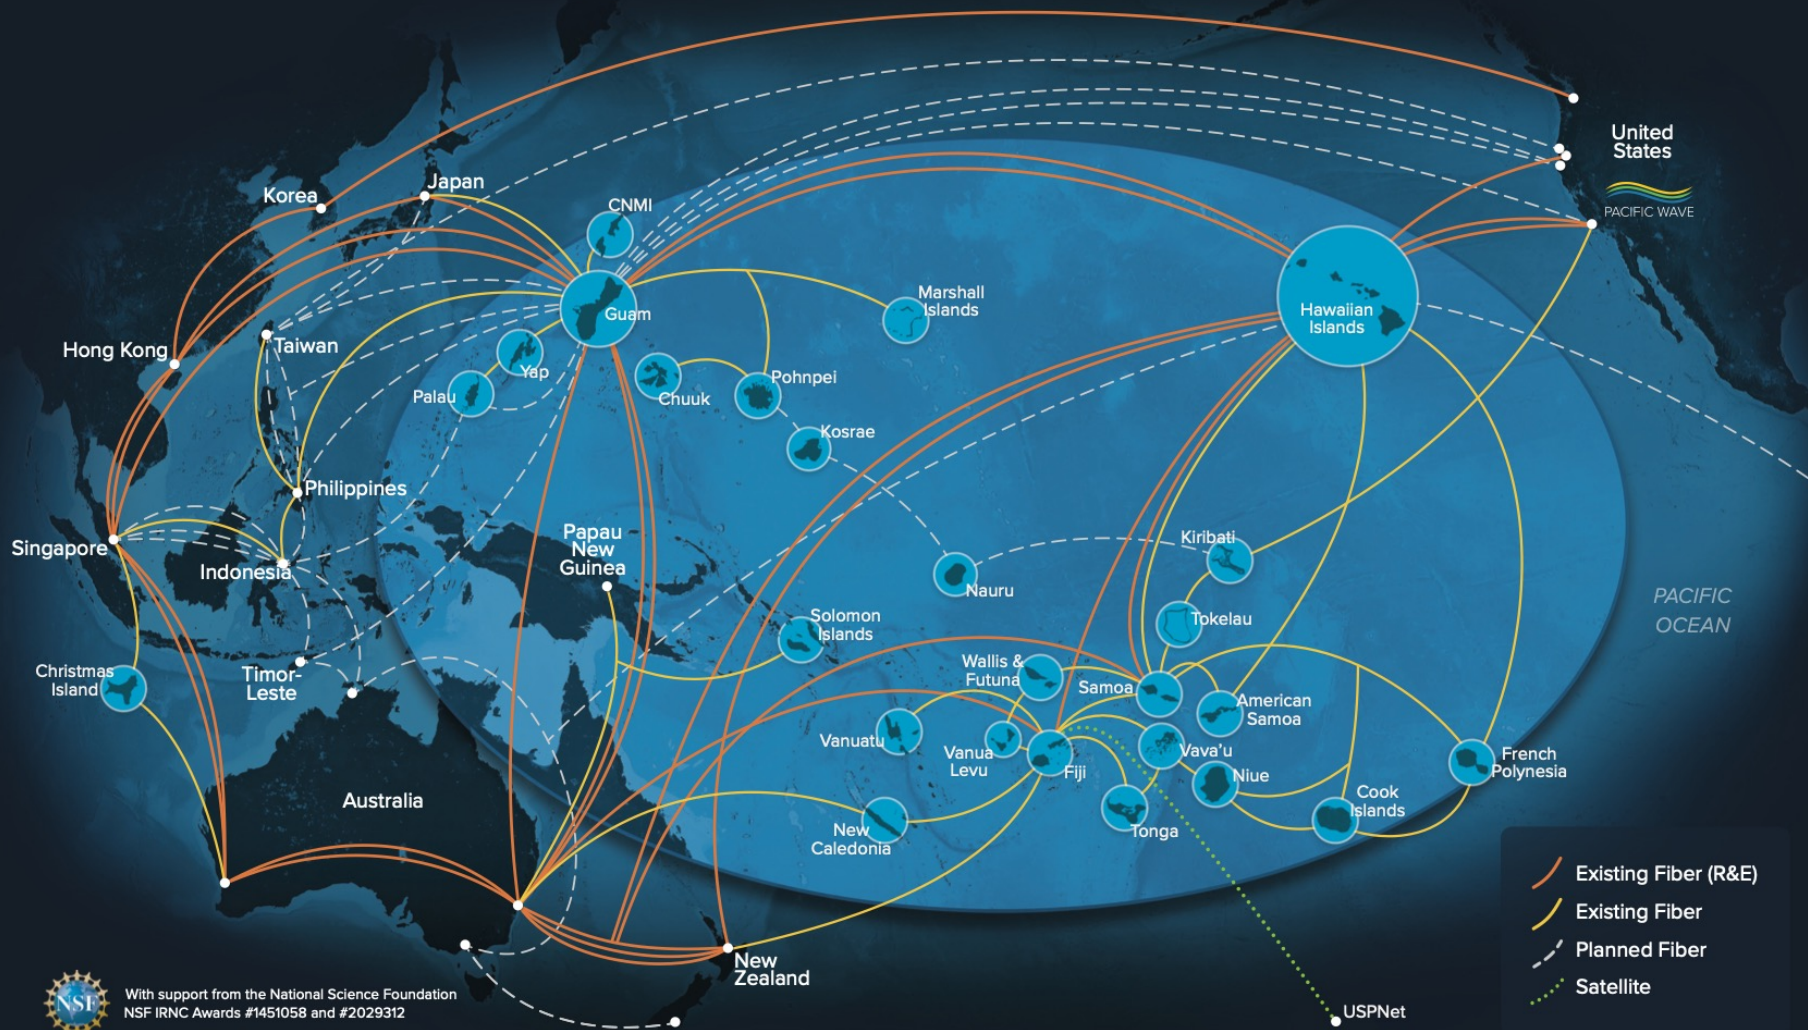 United
States
PACIFIC WAVE
Korea
Japan
CNMI
Guam
Marshall
Islands
Hawaiian
Islands
Hong Kong
Taiwan
Yap
Palau
Chuuk
Pohnpei
Kosrae
Philippines
Singapore
Indonesia
Papau
New
Guinea
Kiribati
Nauru
PACIFIC
OCEAN
Tokelau
Solomon
Islands
Christmas
Island
Timor-
Leste
Wallis &
Futuna
Samoa
American
Samoa
Vanuatu
Vanua
Levu
Fiji
Vava'u
Niue
French
Polynesia
Australia
Cook
Islands
New
Caledonia
Tonga
Existing Fiber (R&E)
Existing Fiber
Planned Fiber
Satellite
New
Zealand
NSF
With support from the National Science Foundation
NSF IRNC Awards #1451058 and #2029312
USPNet